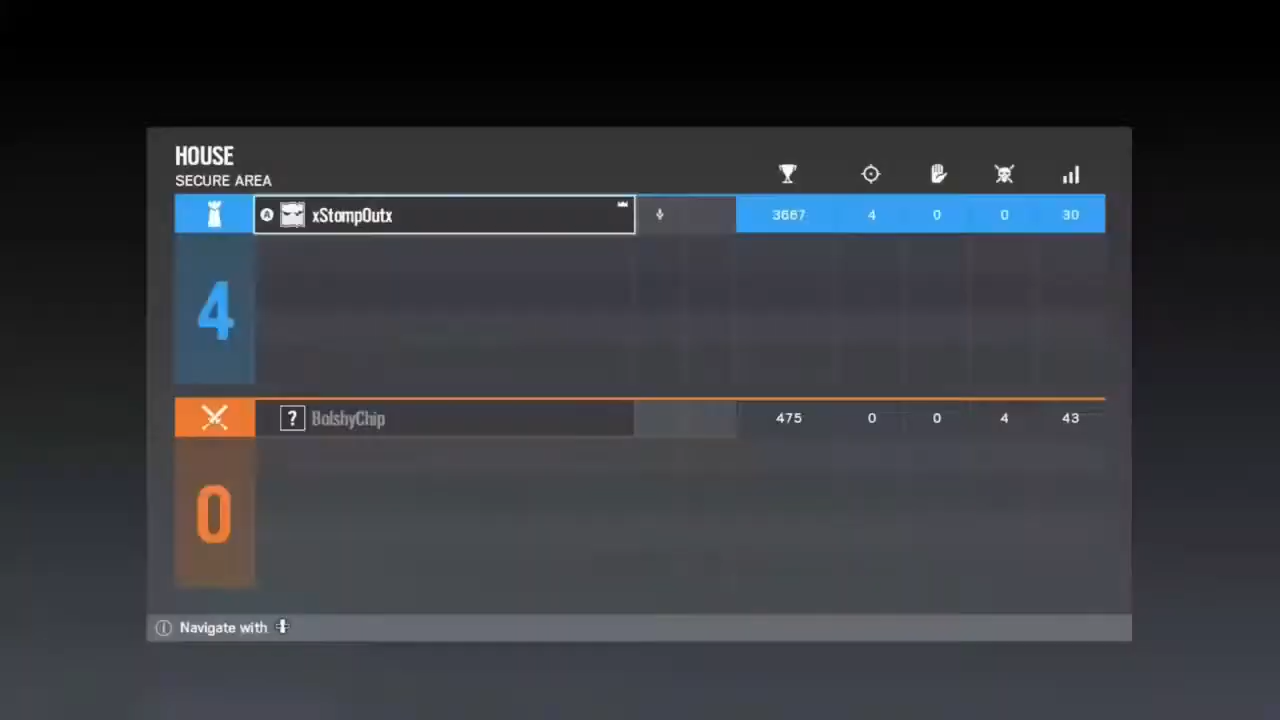 HOUSE
SECURE AREA
A xStompOutx 3667 4 0 0 30
4
? BolshyChip 475 0 0 4 43
0
Navigate with